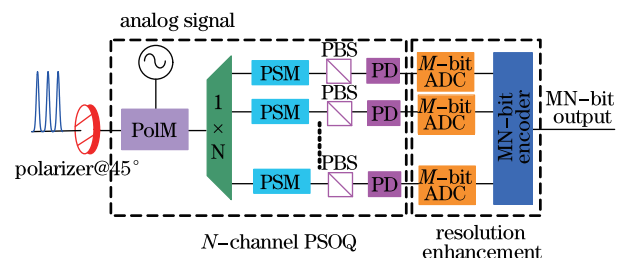 analog signal
polarizer@45°
PolM
1 × N
PSM
PBS
PD
M-bit
ADC
PSM
PBS
PD
M-bit
ADC
PSM
PBS
PD
M-bit
ADC
MN-bit
encoder
MN-bit
output
N-channel PSOQ
resolution
enhancement